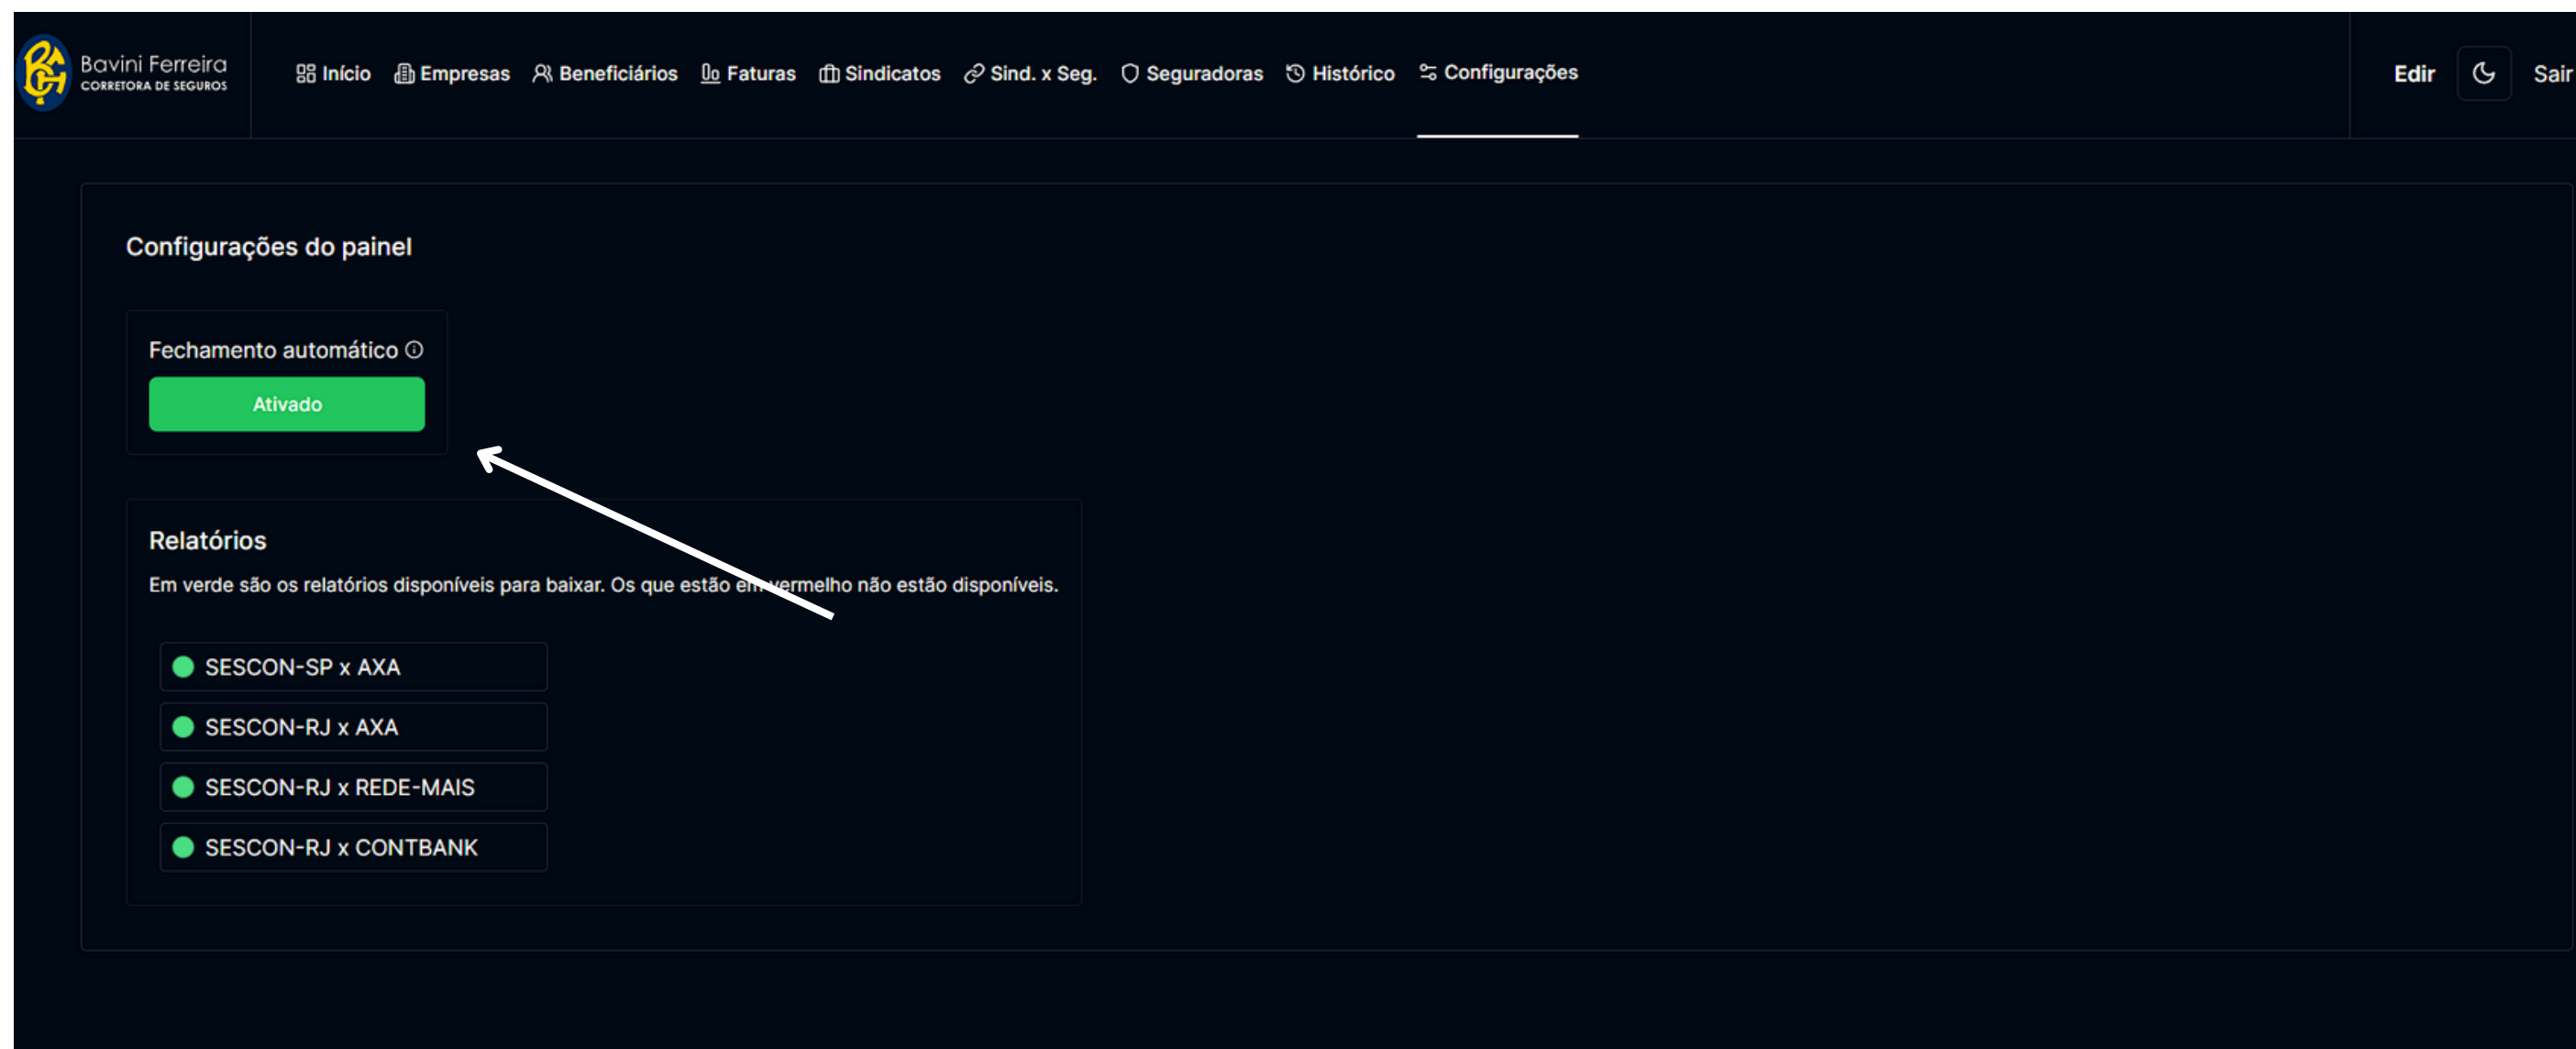 Bavini Ferreira
CORRETORA DE SEGUROS
Início Empresas Beneficiários Faturas Sindicatos Sind. x Seg. Seguradoras Histórico Configurações
Edir Sair
Configurações do painel
Fechamento automático
Ativado
Relatórios
Em verde são os relatórios disponíveis para baixar. Os que estão em vermelho não estão disponíveis.
SESCON-SP x AXA
SESCON-RJ x AXA
SESCON-RJ x REDE-MAIS
SESCON-RJ x CONTBANK